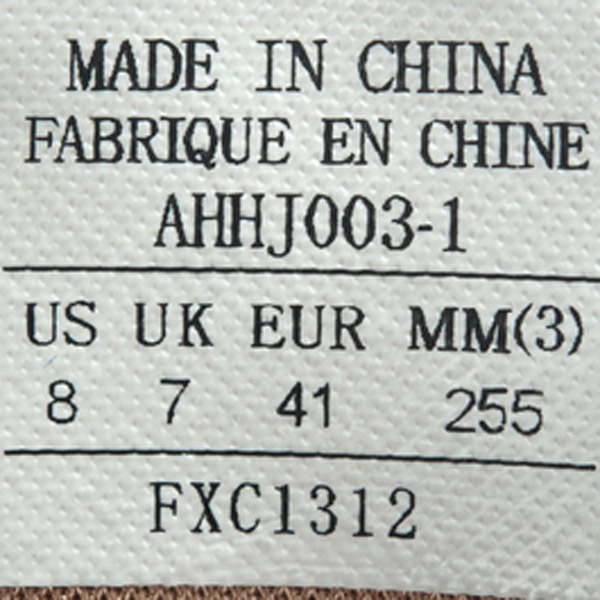 MADE IN CHINA
FABRIQUE EN CHINE
AHHJ003-1
US UK EUR MM(3)
8 7 41 255
FXC1312